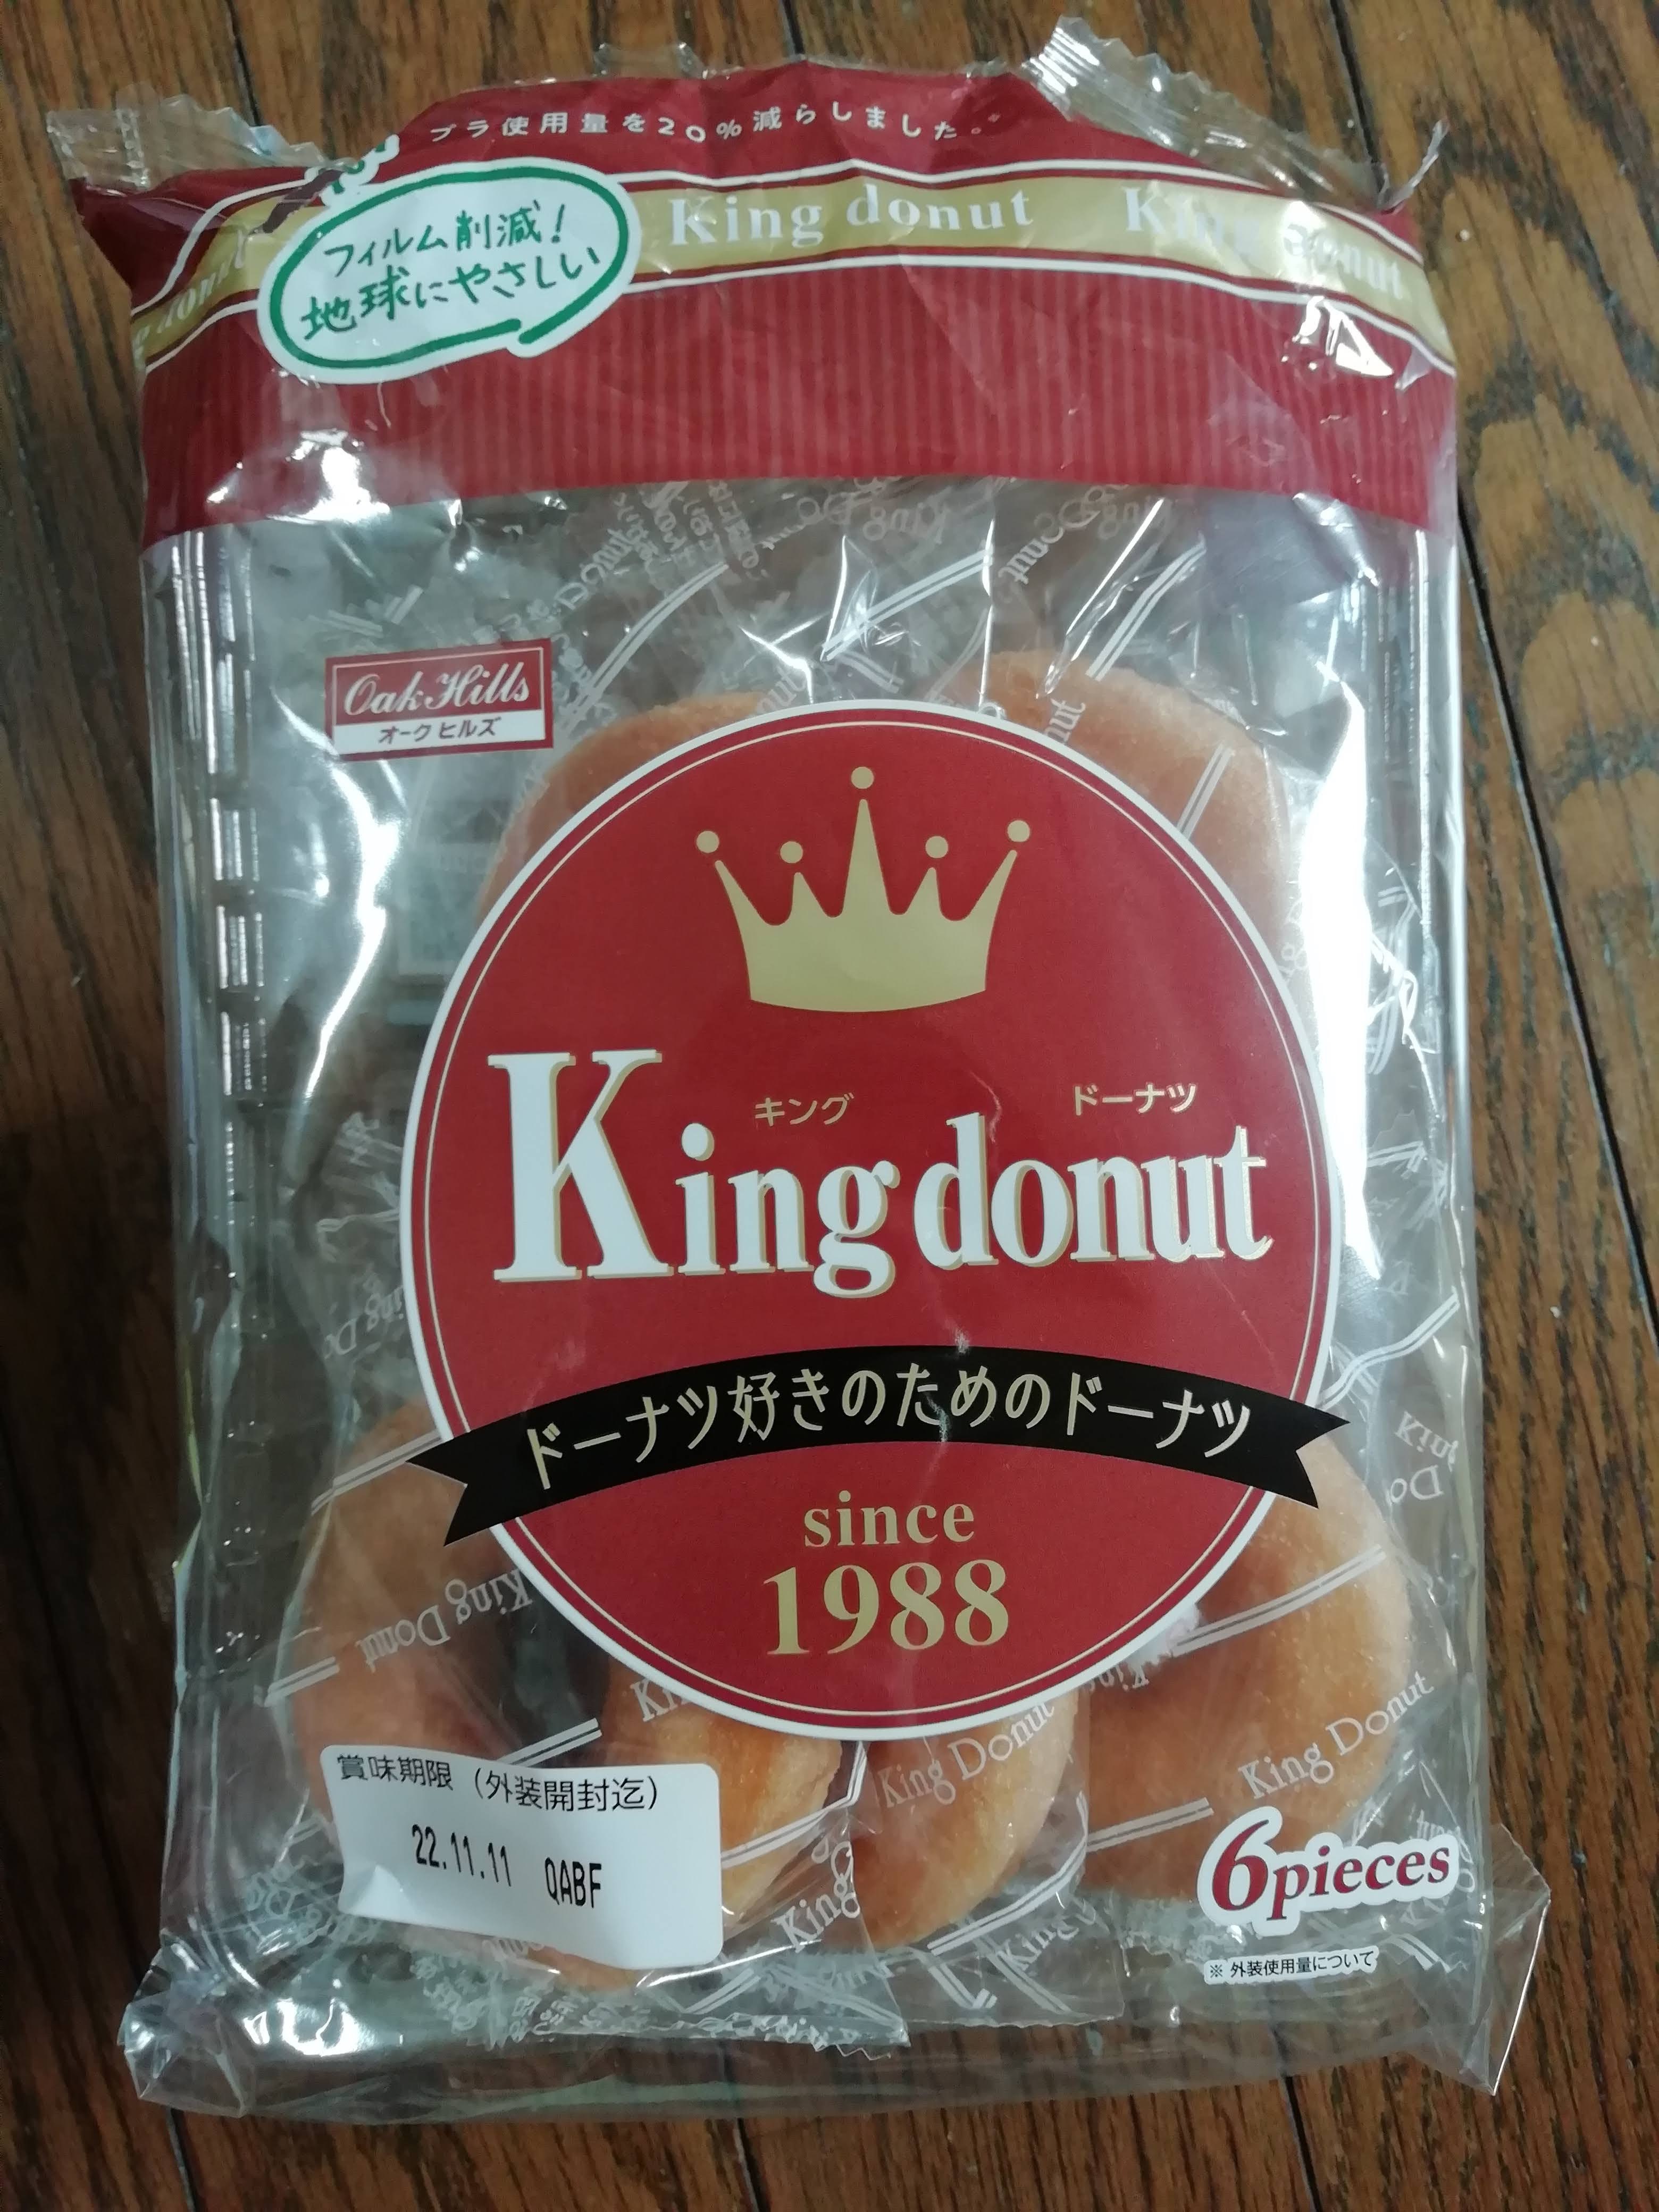 プラ使用量を20%減らしました。※
King donut King donut
フィルム削減!
地球にやさしい
Oak Hills
オークヒルズ
キング ドーナツ
King donut
ドーナツ好きのためのドーナツ
since
1988
King Donut
King Donut
King Donut
賞味期限（外装開封迄）
22.11.11 QABF
6pieces
※ 外装使用量について